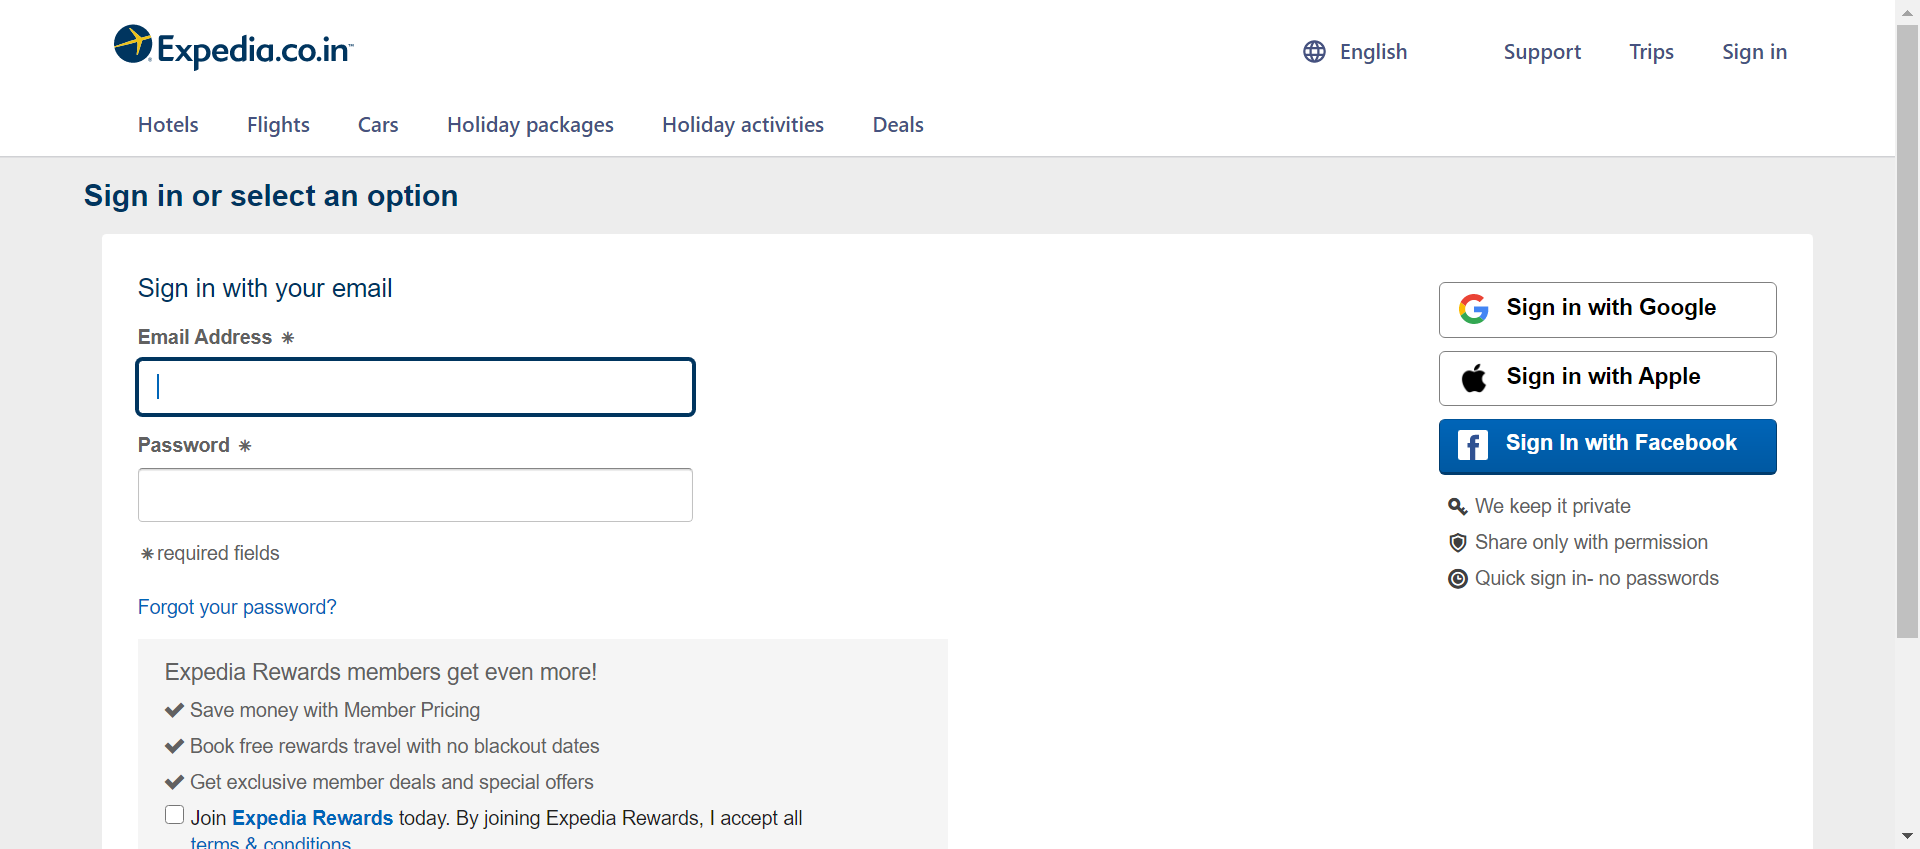 Expedia.co.in™
English
Support
Trips
Sign in
Hotels
Flights
Cars
Holiday packages
Holiday activities
Deals
Sign in or select an option
Sign in with your email
Email Address *
Password *
*required fields
Forgot your password?
Expedia Rewards members get even more!
Save money with Member Pricing
Book free rewards travel with no blackout dates
Get exclusive member deals and special offers
Join Expedia Rewards today. By joining Expedia Rewards, I accept all
terms & conditions
Sign in with Google
Sign in with Apple
Sign In with Facebook
We keep it private
Share only with permission
Quick sign in- no passwords